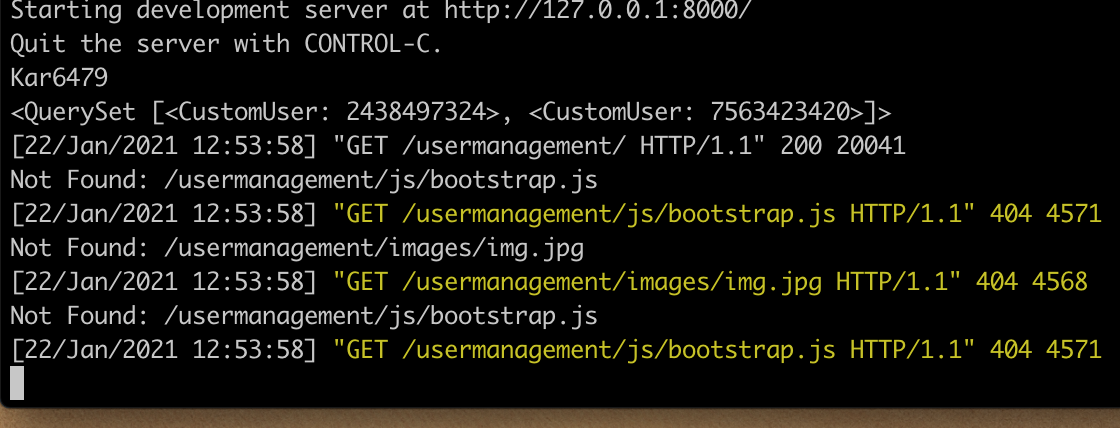 Starting development server at http://127.0.0.1:8000/
Quit the server with CONTROL-C.
Kar6479
<QuerySet [<CustomUser: 2438497324>, <CustomUser: 7563423420>]>
[22/Jan/2021 12:53:58] "GET /usermanagement/ HTTP/1.1" 200 20041
Not Found: /usermanagement/js/bootstrap.js
[22/Jan/2021 12:53:58] "GET /usermanagement/js/bootstrap.js HTTP/1.1" 404 4571
Not Found: /usermanagement/images/img.jpg
[22/Jan/2021 12:53:58] "GET /usermanagement/images/img.jpg HTTP/1.1" 404 4568
Not Found: /usermanagement/js/bootstrap.js
[22/Jan/2021 12:53:58] "GET /usermanagement/js/bootstrap.js HTTP/1.1" 404 4571